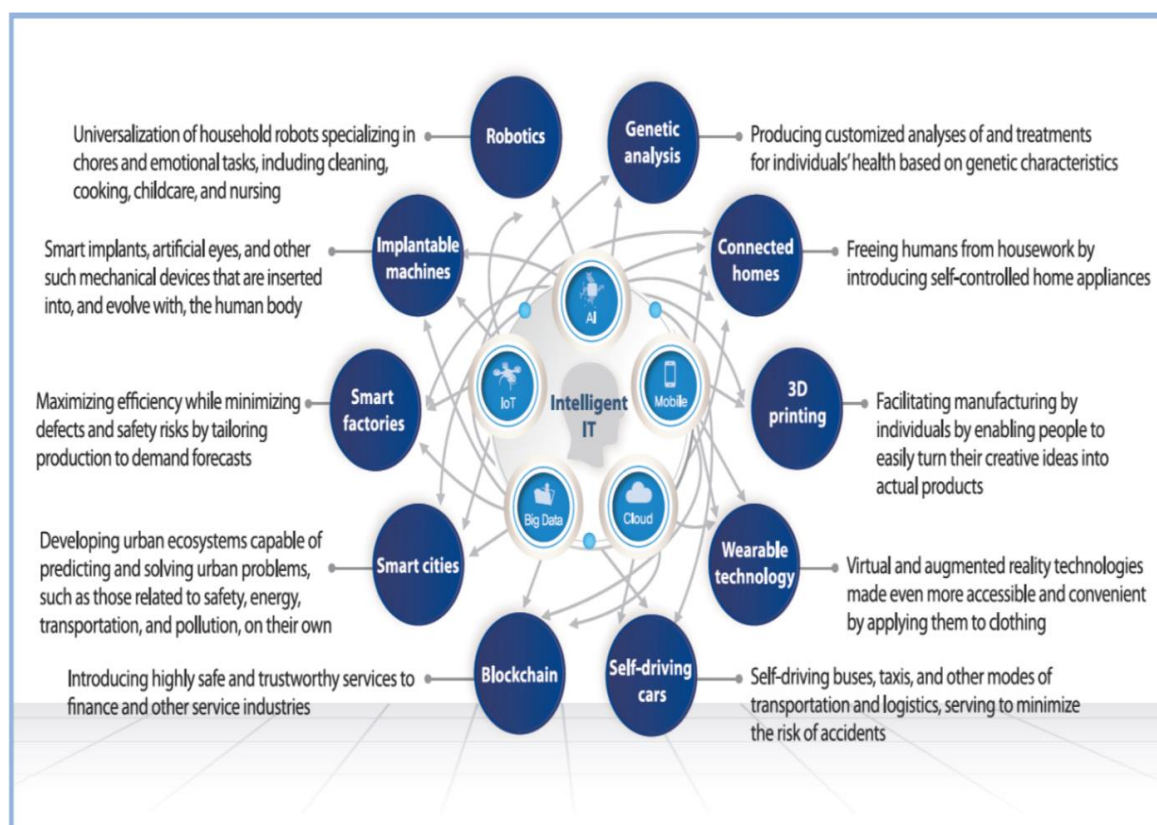 Robotics
Universalization of household robots specializing in
chores and emotional tasks, including cleaning,
cooking, childcare, and nursing
Genetic
analysis
Producing customized analyses of and treatments
for individuals' health based on genetic characteristics
Implantable
machines
Smart implants, artificial eyes, and other
such mechanical devices that are inserted
into, and evolve with, the human body
Connected
homes
Freeing humans from housework by
introducing self-controlled home appliances
AI
IoT
Mobile
Intelligent
IT
Big Data
Cloud
Smart
factories
Maximizing efficiency while minimizing
defects and safety risks by tailoring
production to demand forecasts
3D
printing
Facilitating manufacturing by
individuals by enabling people to
easily turn their creative ideas into
actual products
Smart cities
Developing urban ecosystems capable of
predicting and solving urban problems,
such as those related to safety, energy,
transportation, and pollution, on their own
Wearable
technology
Virtual and augmented reality technologies
made even more accessible and convenient
by applying them to clothing
Blockchain
Introducing highly safe and trustworthy services to
finance and other service industries
Self-driving
cars
Self-driving buses, taxis, and other modes of
transportation and logistics, serving to minimize
the risk of accidents